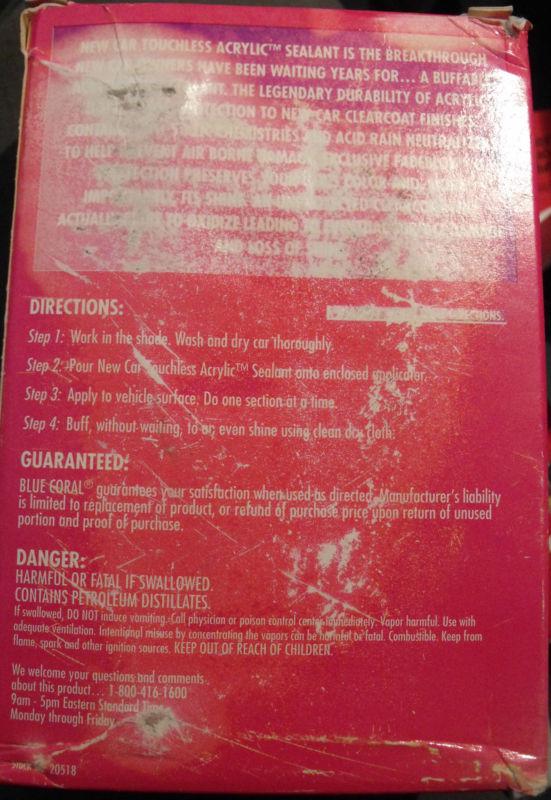 NEW CAR TOUCHLESS ACRYLIC™ SEALANT IS THE BREAKTHROUGH
NEW CAR OWNERS HAVE BEEN WAITING YEARS FOR... A BUFFABLE
THE LEGENDARY DURABILITY OF ACRYLIC
PROTECTION TO NEW CAR CLEARCOAT FINISHES.
CHEMISTRIES AND ACID RAIN NEUTRALIZERS
TO HELP PREVENT AIR BORNE DAMAGE. EXCLUSIVE
PROTECTION PRESERVES COLOR AND
AND LOSS OF
DIRECTIONS:
DIRECTIONS.
Step 1: Work in the shade. Wash and dry car thoroughly.
Step 2: Pour New Car Touchless Acrylic™ Sealant onto enclosed applicator.
Step 3: Apply to vehicle surface. Do one section at a time.
Step 4: Buff, without waiting, to an even shine using clean dry cloth.
GUARANTEED:
BLUE CORAL® guarantees your satisfaction when used as directed. Manufacturer's liability
is limited to replacement of product, or refund of purchase price upon return of unused
portion and proof of purchase.
DANGER:
HARMFUL OR FATAL IF SWALLOWED.
CONTAINS PETROLEUM DISTILLATES.
If swallowed, DO NOT induce vomiting. Call physician or poison control center immediately. Vapor harmful. Use with
adequate ventilation. Intentional misuse by concentrating the vapors can be harmful or fatal. Combustible. Keep from
flame, spark and other ignition sources. KEEP OUT OF REACH OF CHILDREN.
We welcome your questions and comments
about this product... 1-800-416-1600
9am - 5pm Eastern Standard Time
Monday through Friday
20518